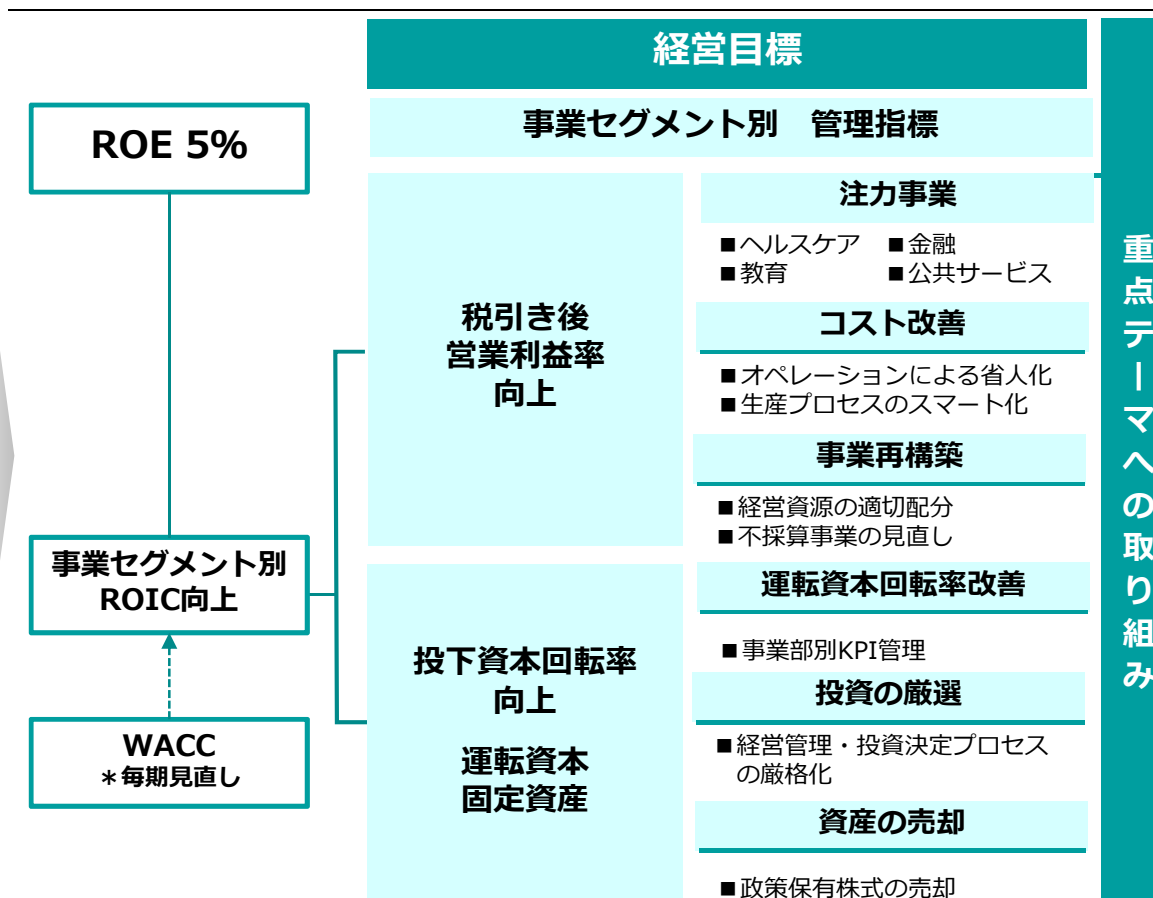 経営目標
事業セグメント別　管理指標
ROE 5%
事業セグメント別
ROIC向上
WACC
＊毎期見直し
税引き後
営業利益率
向上
注力事業
■ヘルスケア ■金融
■教育 ■公共サービス
コスト改善
■オペレーションによる省人化
■生産プロセスのスマート化
事業再構築
■経営資源の適切配分
■不採算事業の見直し
投下資本回転率
向上
運転資本
固定資産
運転資本回転率改善
■事業部別KPI管理
投資の厳選
■経営管理・投資決定プロセス
の厳格化
資産の売却
■政策保有株式の売却
重点テーマへの取り組み